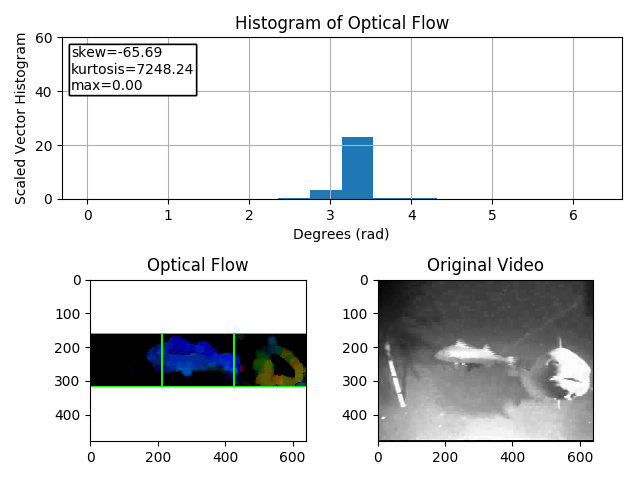 Histogram of Optical Flow
Scaled Vector Histogram
60
40
20
0
skew=-65.69
kurtosis=7248.24
max=0.00
0 1 2 3 4 5 6
Degrees (rad)
Optical Flow
0
100
200
300
400
0 200 400 600
Original Video
0
100
200
300
400
0 200 400 600